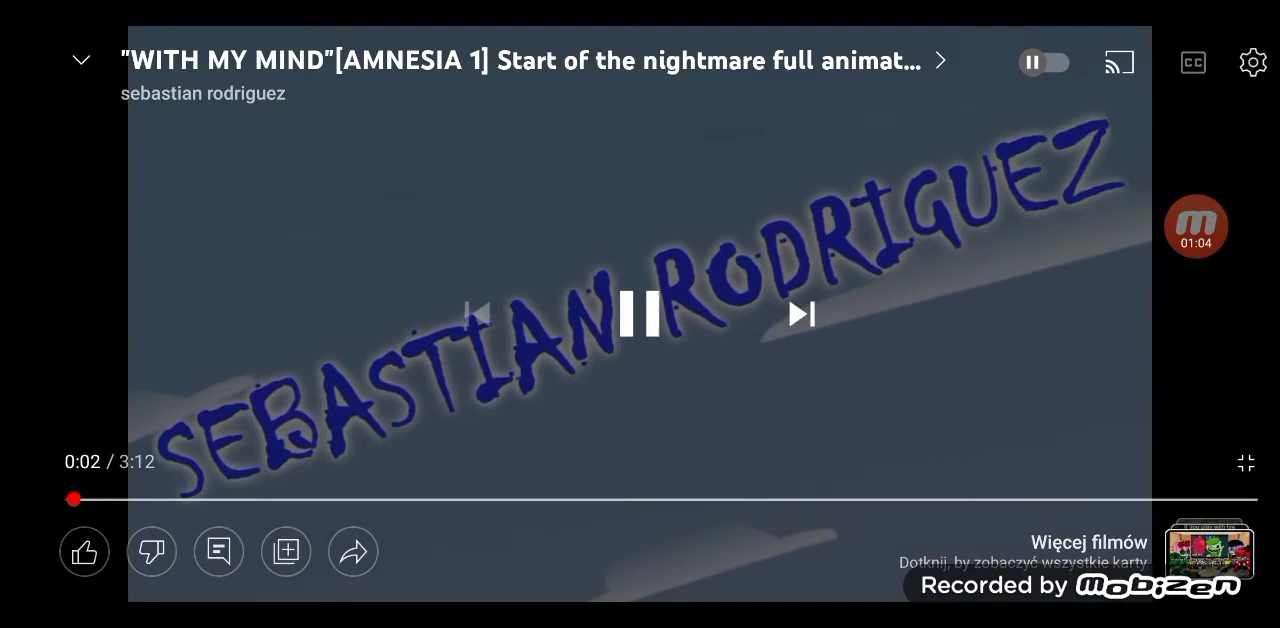 "WITH MY MIND"[AMNESIA 1] Start of the nightmare full animat...
sebastian rodriguez
CC
SEBASTIAN RODRIGUEZ
01:04
0:02 / 3:12
Więcej filmów
Dotknij, by zobaczyć wszystkie karty
Recorded by mobizen